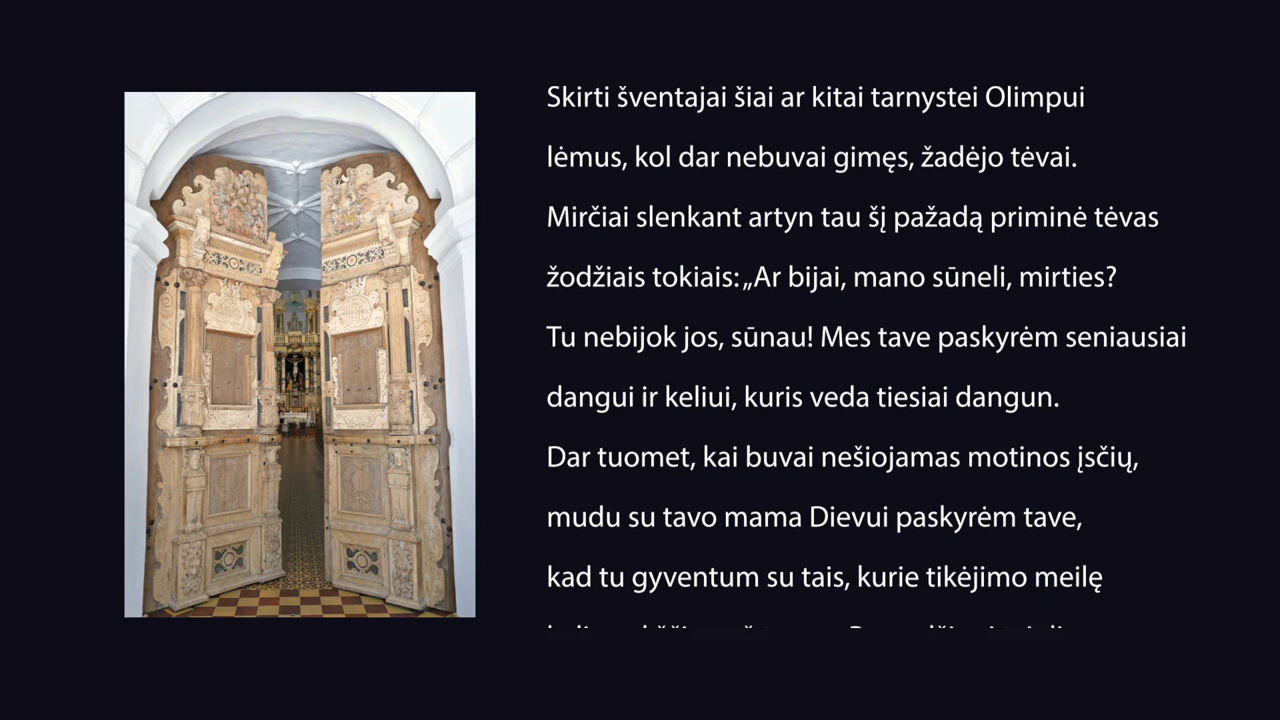 Skirti šventajai šiai ar kitai tarnystei Olimpui
lėmus, kol dar nebuvai gimęs, žadėjo tėvai.
Mirčiai slenkant artyn tau šį pažadą priminė tėvas
žodžiais tokiais: „Ar bijai, mano sūneli, mirties?
Tu nebijok jos, sūnau! Mes tave paskyrėm seniausiai
dangui ir keliui, kuris veda tiesiai dangun.
Dar tuomet, kai buvai nešiojamas motinos įsčių,
mudu su tavo mama Dievui paskyrėm tave,
kad tu gyventum su tais, kurie tikėjimo meilę